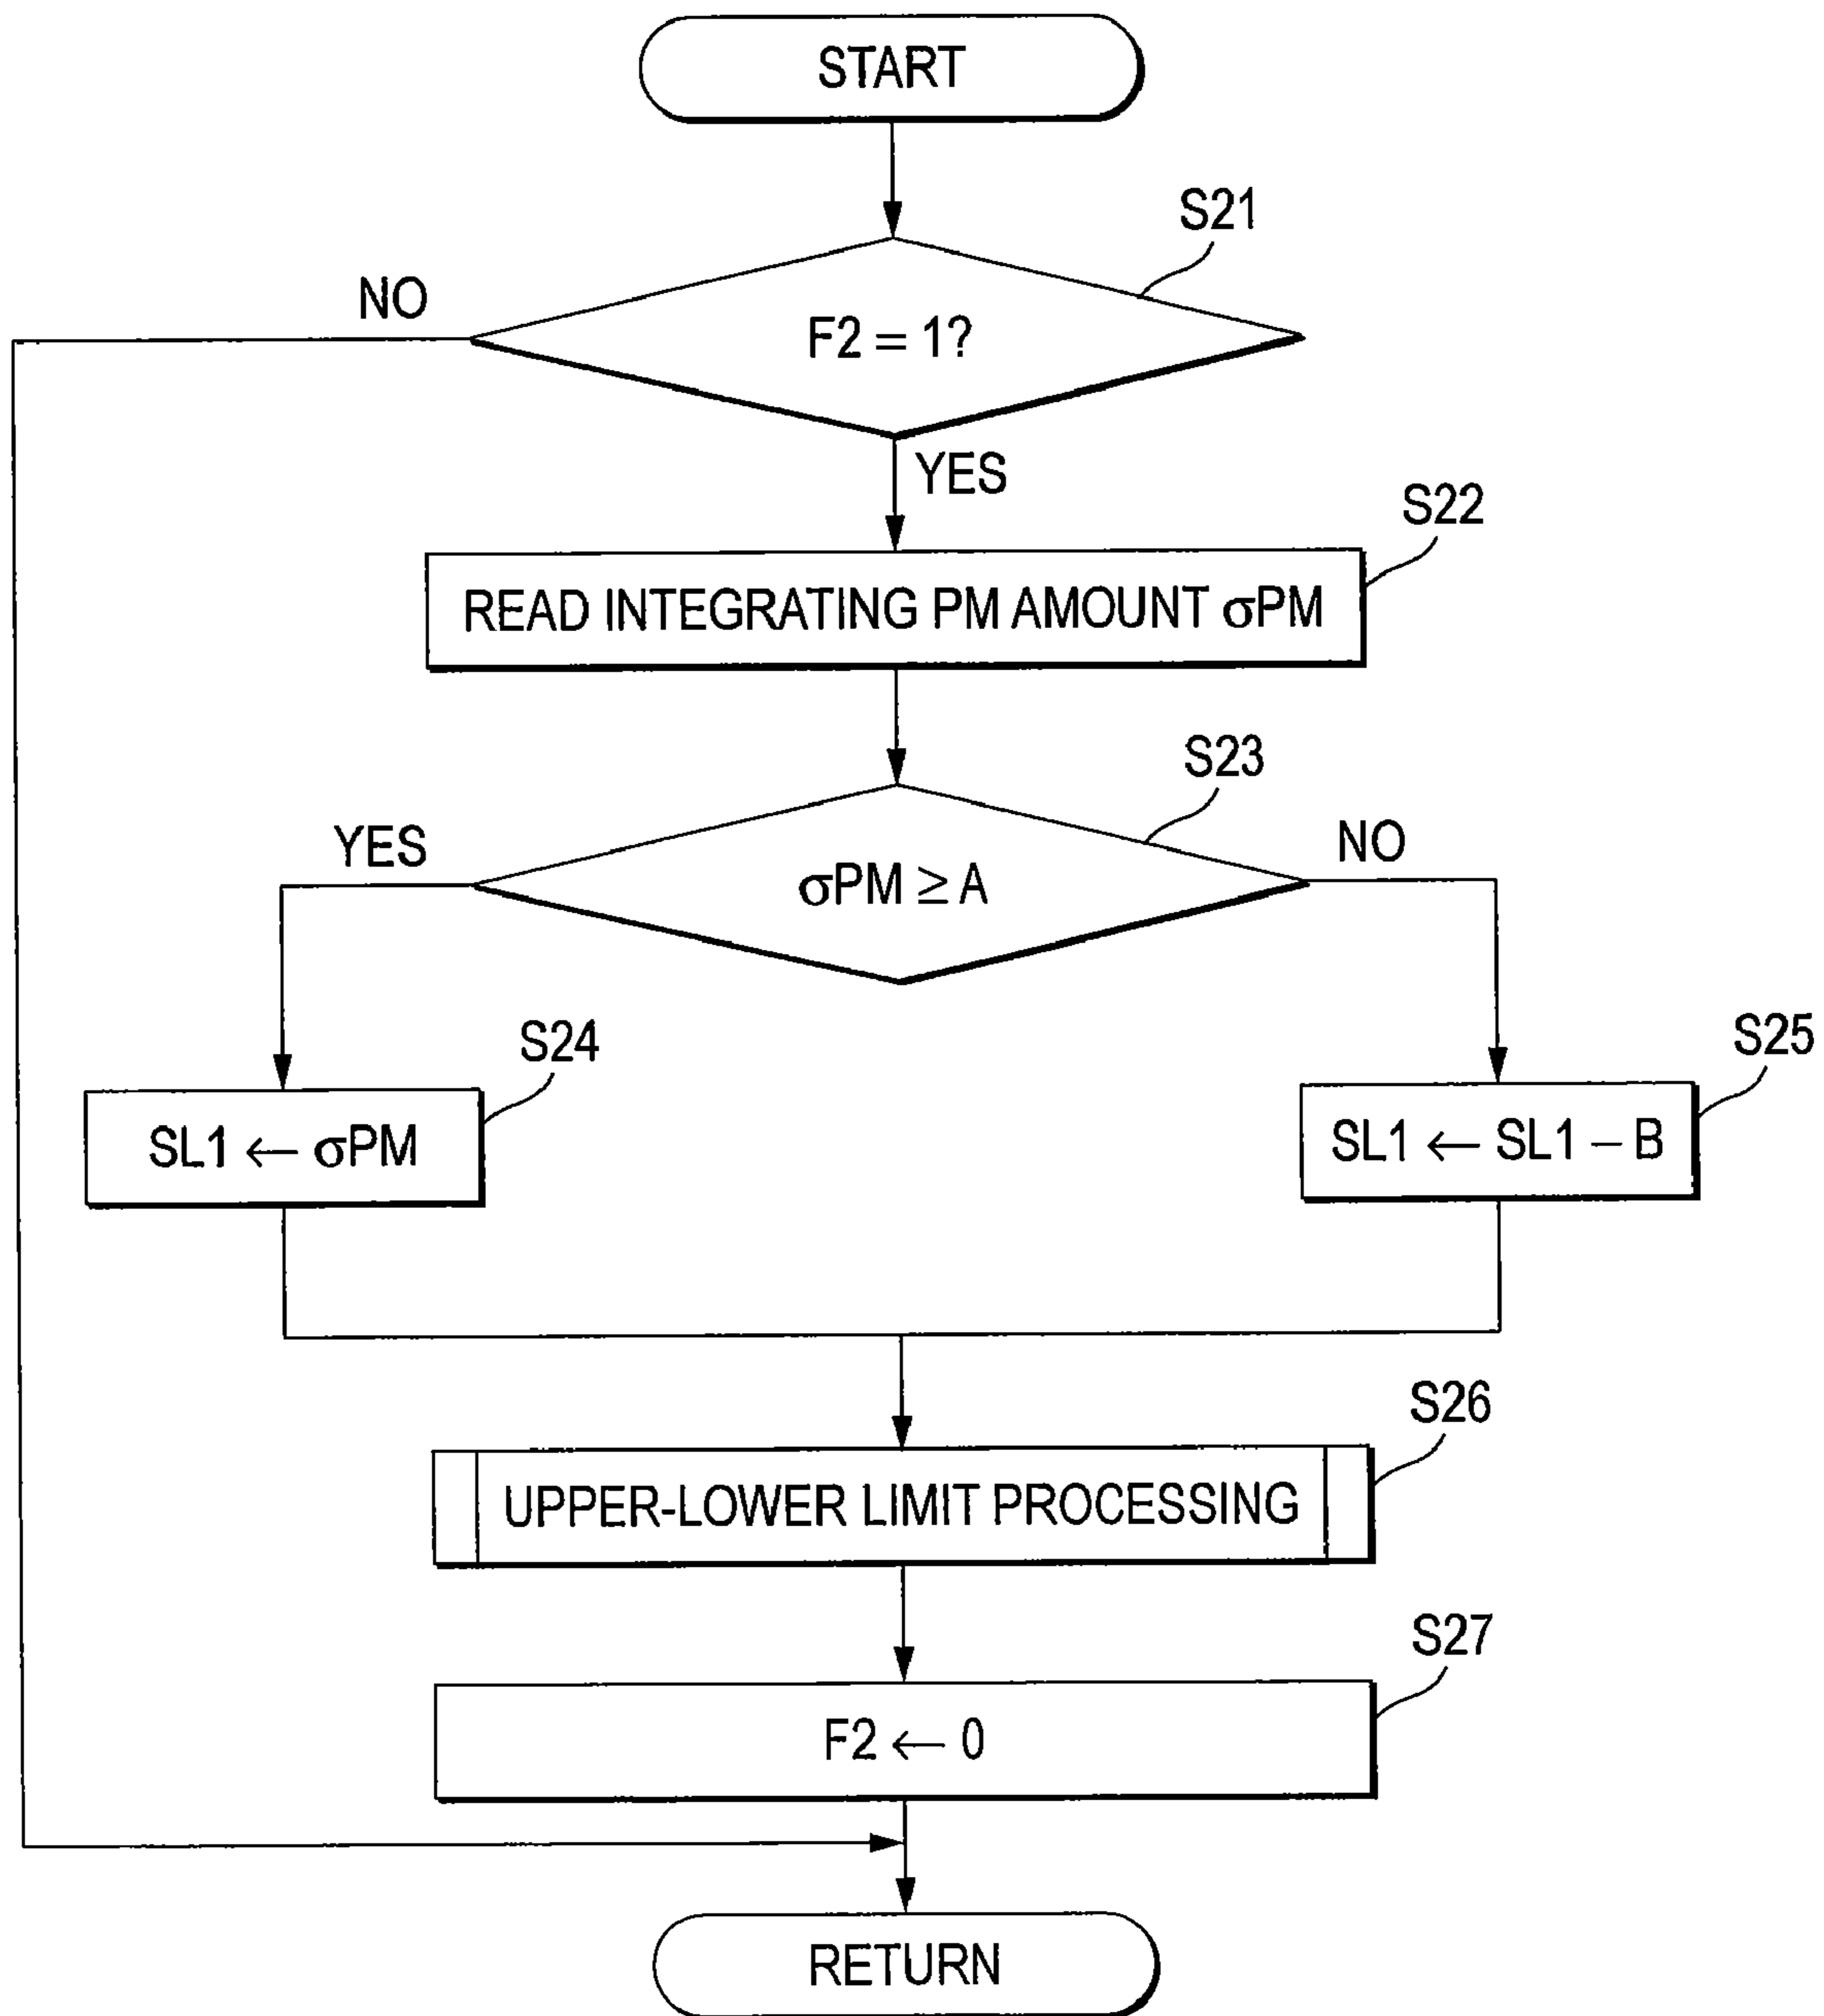 START
S21
NO
F2 = 1?
YES
S22
READ INTEGRATING PM AMOUNT σPM
S23
YES
NO
σPM ≥ A
S24
S25
SL1 ← σPM
SL1 ← SL1 – B
S26
UPPER-LOWER LIMIT PROCESSING
S27
F2 ← 0
RETURN